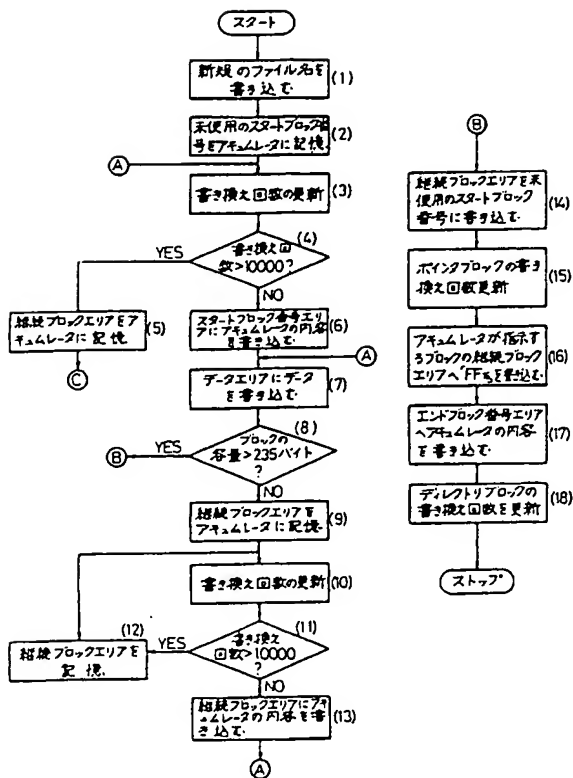 スタート
新規のファイル名を
書き込む.
(1)
未使用のスタートブロック番
号をアキュムレータに記憶.
(2)
A
書き換え回数の更新
(3)
(4)
書き換え回
数>10000?
YES
NO
継続ブロックエリアをア
キュムレータに記憶.
(5)
C
スタートブロック番号エリ
アにアキュムレータの内容
を書き込む
(6)
A
データエリアにデータ
を書き込む
(7)
(8)
ブロックの
容量>235バイト
?
YES
B
NO
継続ブロックエリアを
アキュムレータに記憶.
(9)
書き換え回数の更新
(10)
(11)
書き換え
回数>10000
?
YES
NO
(12)
継続ブロックエリアを
記憶.
継続ブロックエリアにアキ
ュムレータの内容を書
き込む
(13)
A
B
継続ブロックエリアを未
使用のスタートブロック
番号に書き込む.
(14)
ポインタブロックの書き
換え回数更新
(15)
アキュムレータが指示す
るブロックの継続ブロック
エリアへ"FF"を書き込む.
(16)
エンドブロック番号エリア
へアキュムレータの内容
を書き込む
(17)
ディレクトリブロックの
書き換え回数を更新
(18)
ストップ